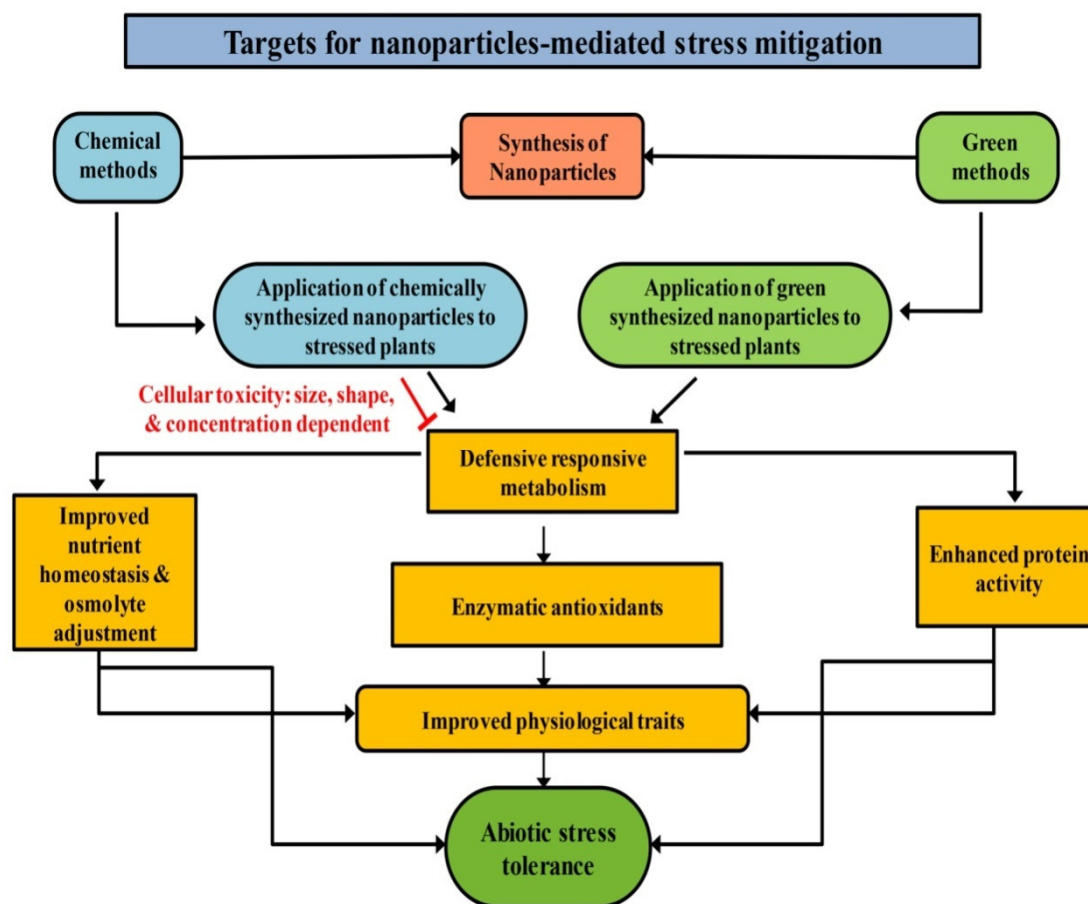 Targets for nanoparticles-mediated stress mitigation
Chemical
methods
Synthesis of
Nanoparticles
Green
methods
Application of chemically
synthesized nanoparticles to
stressed plants
Application of green
synthesized nanoparticles to
stressed plants
Cellular toxicity: size, shape,
& concentration dependent
Defensive responsive
metabolism
Improved
nutrient
homeostasis &
osmolyte
adjustment
Enzymatic antioxidants
Enhanced protein
activity
Improved physiological traits
Abiotic stress
tolerance